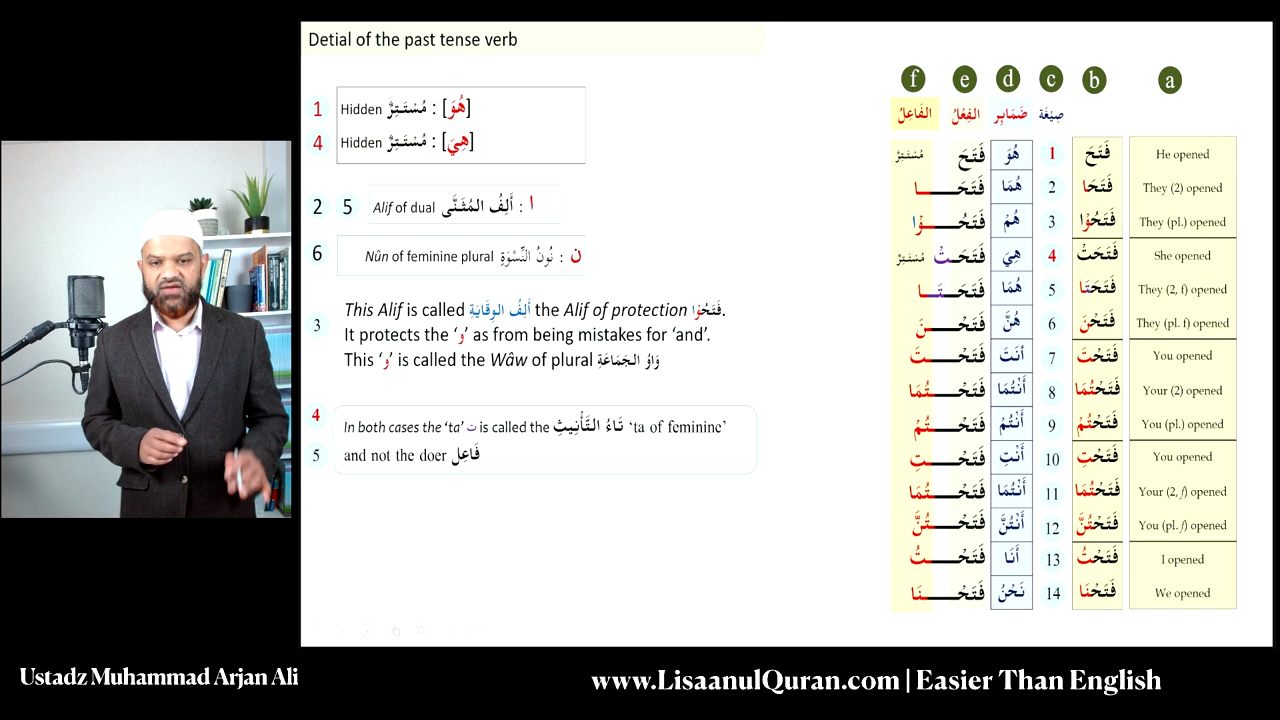 Detial of the past tense verb
1 Hidden مُسْتَتِرٌ : [هُوَ]
4 Hidden مُسْتَتِرٌ : [هِيَ]
2 5 Alif of dual أَلِفُ المُثَنَّى : ا
6 Nûn of feminine plural نُونُ النِّسْوَةِ : ن
3
This Alif is called أَلِفُ الوِقَايَةِ the Alif of protection فَتَحُوْا.
It protects the ‘و’ as from being mistakes for ‘and’.
This ‘و’ is called the Wâw of plural وَاوُ الـجَمَاعَةِ
4 In both cases the ‘ta’ ت is called the تَاءُ التَّأْنِيثِ ‘ta of feminine’
5 and not the doer فَاعِل
f e d c b a
الـفَاعِلُ الـفِعْلُ ضَمَايِر صِيْغَة
مُسْتَتِرٌ فَتَحَ هُوَ 1 فَتَحَ He opened
فَتَحَـــا هُمَا 2 فَتَحَا They (2) opened
فَتَحُـــوْا هُمْ 3 فَتَحُوْا They (pl.) opened
مُسْتَتِرٌ فَتَحَـــتْ هِيَ 4 فَتَحَتْ She opened
فَتَحَـــتَـــا هُمَا 5 فَتَحَتَا They (2, f) opened
فَتَحْـــنَ هُنَّ 6 فَتَحْنَ They (pl. f) opened
فَتَحْـــتَ أَنتَ 7 فَتَحْتَ You opened
فَتَحْـــتُمَا أَنْتُمَا 8 فَتَحْتُمَا Your (2) opened
فَتَحْـــتُمْ أَنْتُمْ 9 فَتَحْتُمْ You (pl.) opened
فَتَحْـــتِ أَنْتِ 10 فَتَحْتِ You opened
فَتَحْـــتُمَا أَنْتُمَا 11 فَتَحْتُمَا Your (2, f) opened
فَتَحْـــتُنَّ أَنْتُنَّ 12 فَتَحْتُنَّ You (pl. f) opened
فَتَحْـــتُ أَنَا 13 فَتَحْتُ I opened
فَتَحْـــنَا نَحْنُ 14 فَتَحْنَا We opened
Ustadz Muhammad Arjan Ali
www.LisaanulQuran.com | Easier Than English